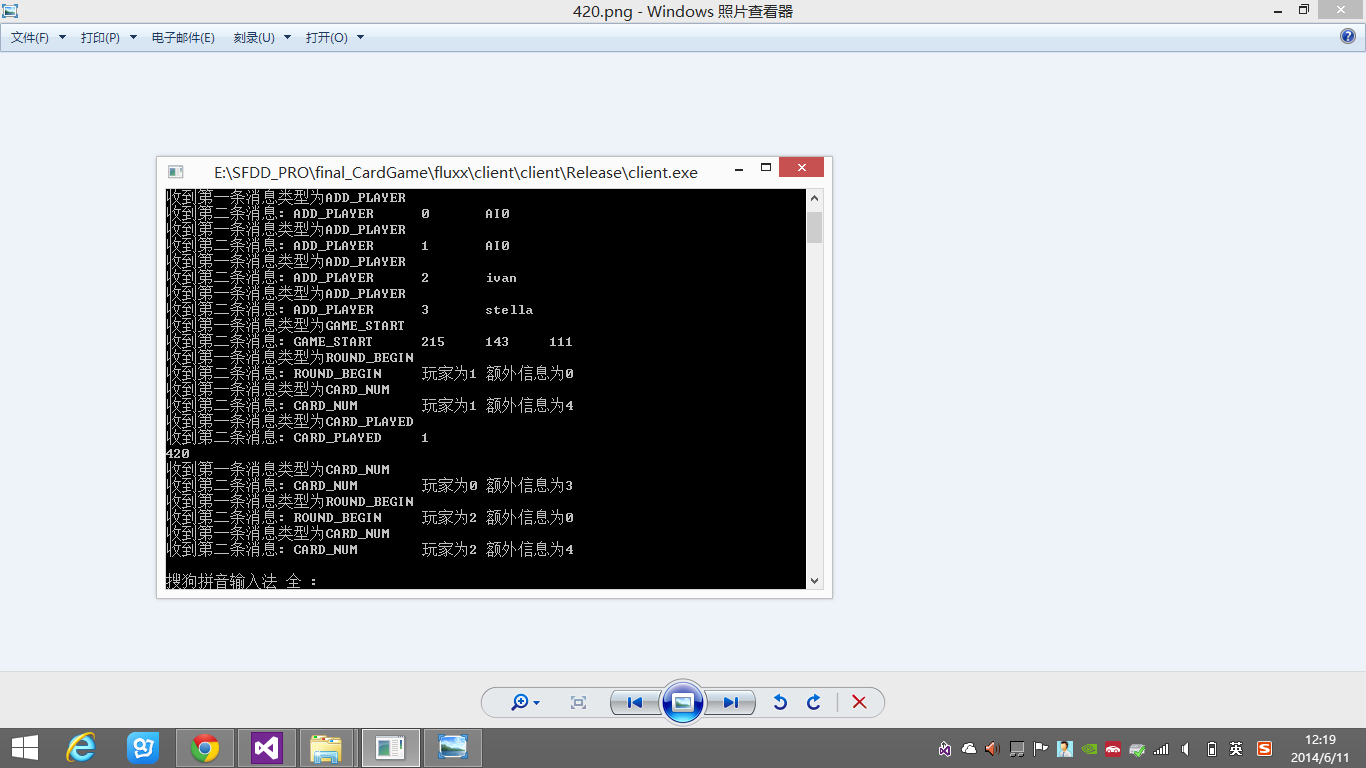 420.png - Windows 照片查看器
文件(F) 打印(P) 电子邮件(E) 刻录(U) 打开(O)
E:\SFDD_PRO\final_CardGame\fluxx\client\client\Release\client.exe
收到第一条消息类型为ADD_PLAYER
收到第二条消息: ADD_PLAYER 0 AI0
收到第一条消息类型为ADD_PLAYER
收到第二条消息: ADD_PLAYER 1 AI0
收到第一条消息类型为ADD_PLAYER
收到第二条消息: ADD_PLAYER 2 ivan
收到第一条消息类型为ADD_PLAYER
收到第二条消息: ADD_PLAYER 3 stella
收到第一条消息类型为GAME_START
收到第二条消息: GAME_START 215 143 111
收到第一条消息类型为ROUND_BEGIN
收到第二条消息: ROUND_BEGIN 玩家为1 额外信息为0
收到第一条消息类型为CARD_NUM
收到第二条消息: CARD_NUM 玩家为1 额外信息为4
收到第一条消息类型为CARD_PLAYED
收到第二条消息: CARD_PLAYED 1
420
收到第一条消息类型为CARD_NUM
收到第二条消息: CARD_NUM 玩家为0 额外信息为3
收到第一条消息类型为ROUND_BEGIN
收到第二条消息: ROUND_BEGIN 玩家为2 额外信息为0
收到第一条消息类型为CARD_NUM
收到第二条消息: CARD_NUM 玩家为2 额外信息为4
搜狗拼音输入法 全 :
英
12:19
2014/6/11